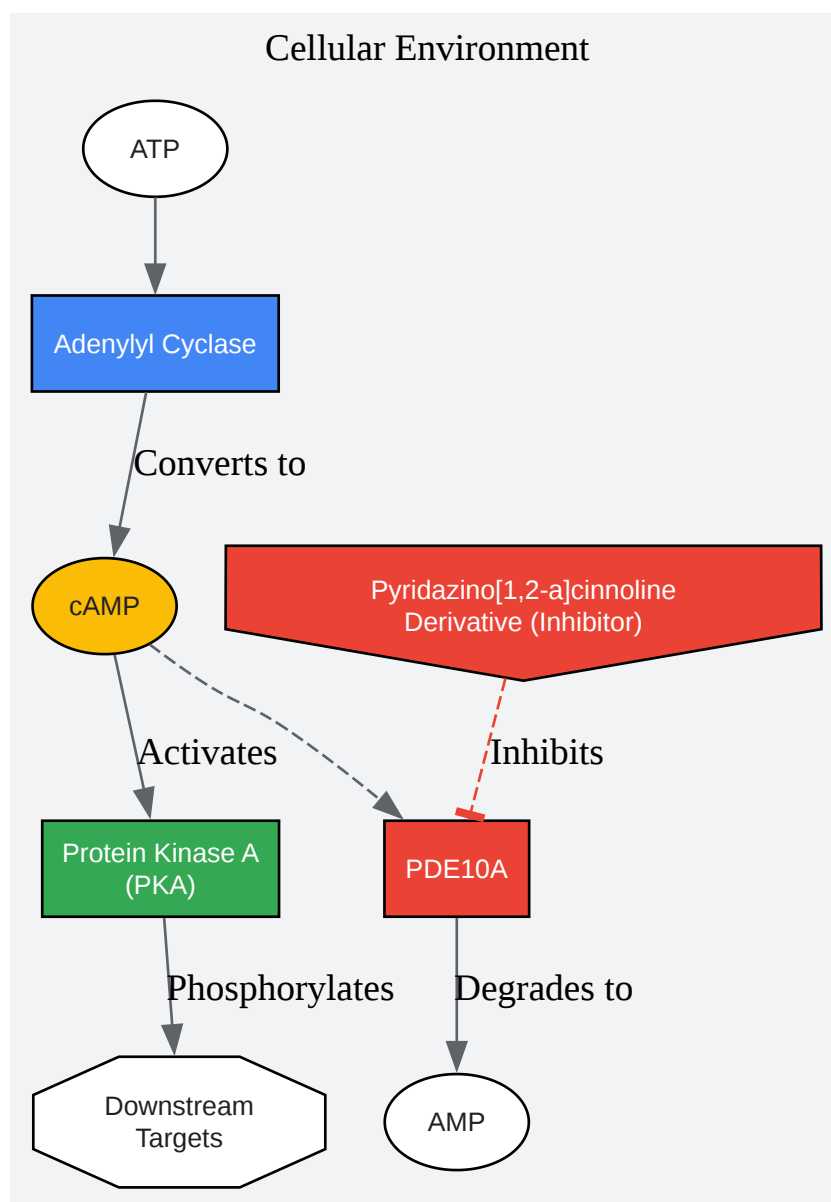 Cellular Environment
ATP
Adenylyl Cyclase
Converts to
cAMP
Pyridazino[1,2-a]cinnoline
Derivative (Inhibitor)
Activates
Inhibits
Protein Kinase A
(PKA)
PDE10A
Phosphorylates
Degrades to
Downstream
Targets
AMP